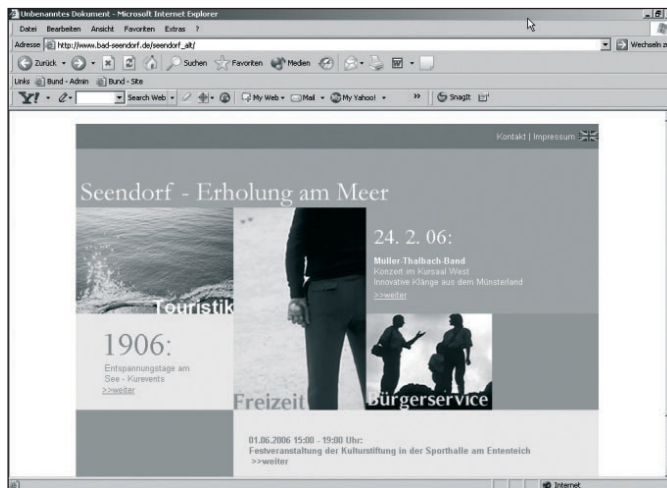 Unbenanntes Dokument - Microsoft Internet Explorer
Datei Bearbeiten Ansicht Favoriten Extras ?
Adresse http://www.bad-seendorf.de/seendorf_alt/ Wechseln zu
Zurück Suchen Favoriten Medien
Links Bund - Admin Bund - Site
Y! Search Web My Web Mail My Yahoo! » SnagIt
Kontakt | Impressum
Seendorf - Erholung am Meer
24. 2. 06:
Muller-Thalbach-Band
Konzert im Kursaal West
Innovative Klänge aus dem Münsterland
>>weiter
Touristik
1906:
Entspannungstage am
See - Kurevents
>>weiter
Freizeit
Bürgerservice
01.06.2006 15:00 - 19:00 Uhr:
Festveranstaltung der Kulturstiftung in der Sporthalle am Ententeich
>>weiter
Internet